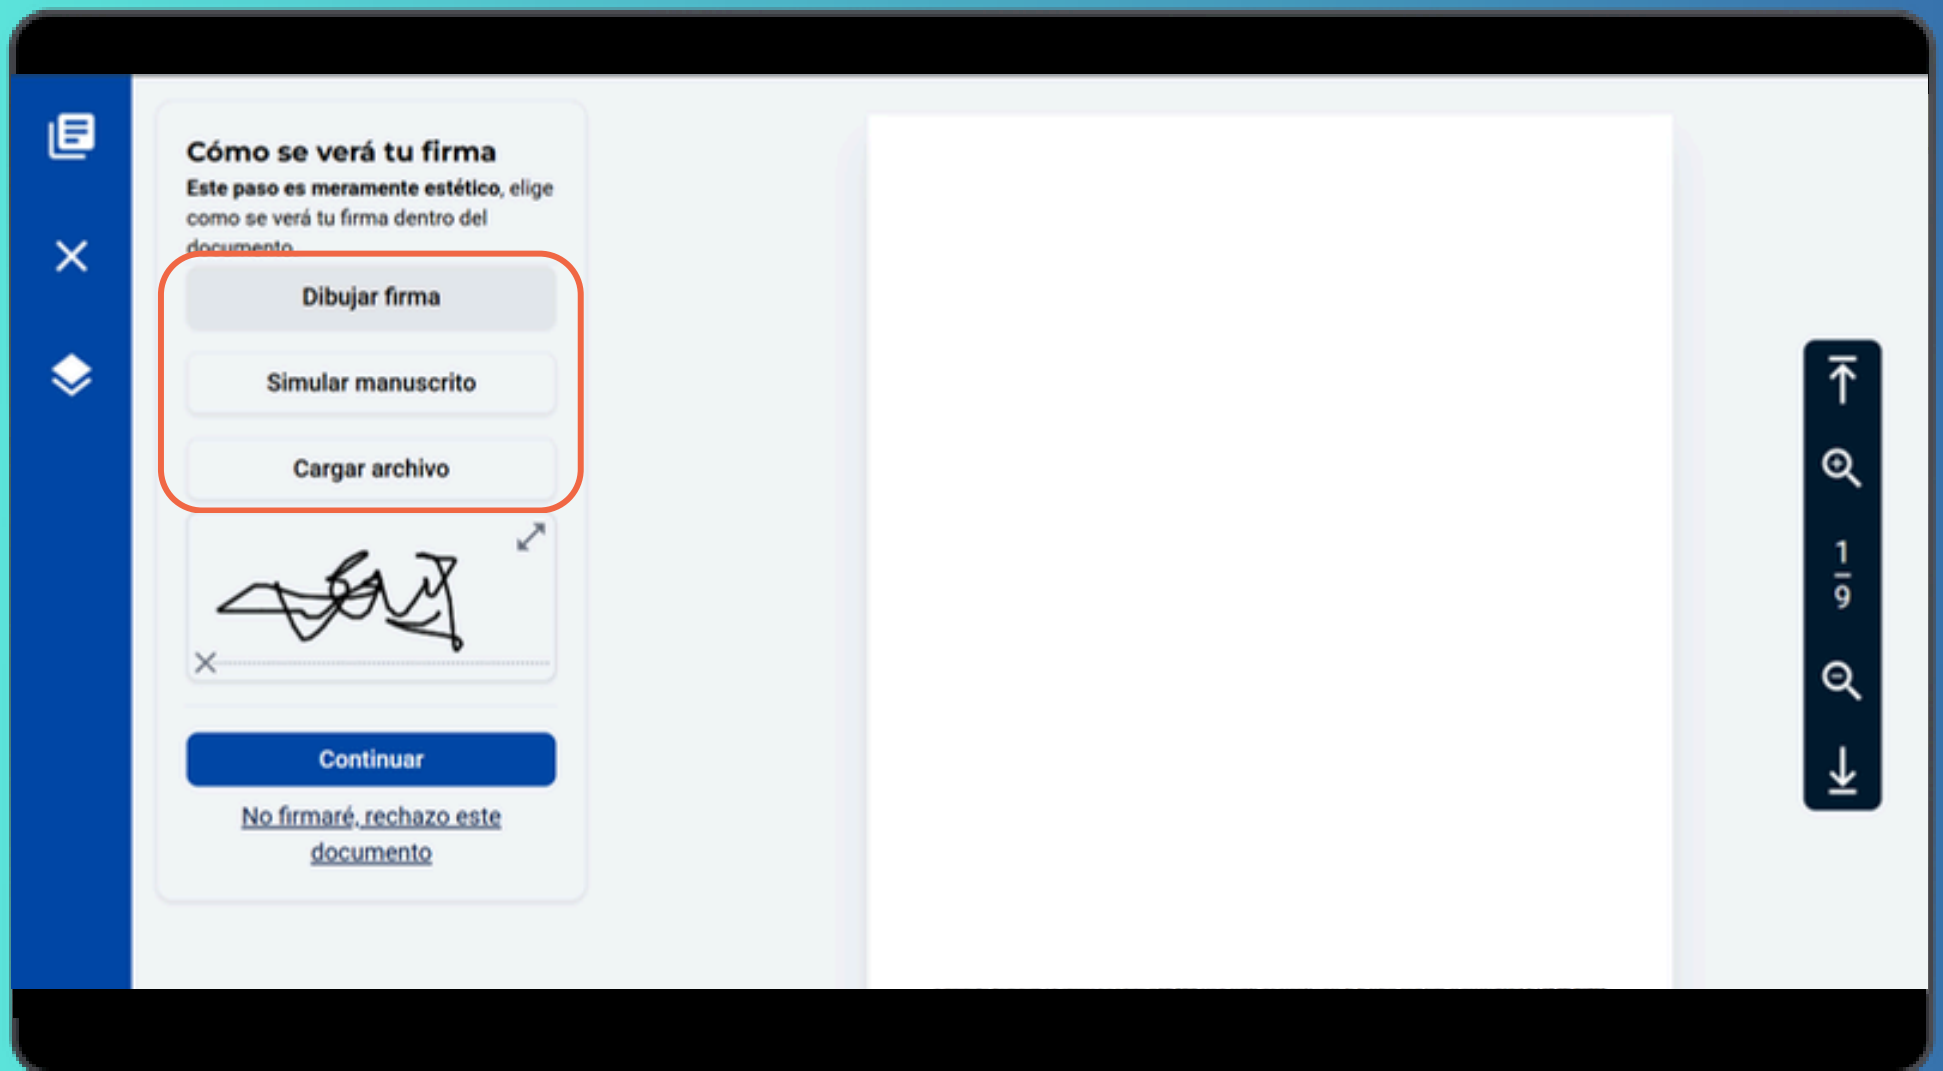 Cómo se verá tu firma
Este paso es meramente estético, elige
como se verá tu firma dentro del
documento
Dibujar firma
Simular manuscrito
Cargar archivo
Continuar
No firmaré, rechazo este
documento
1
9